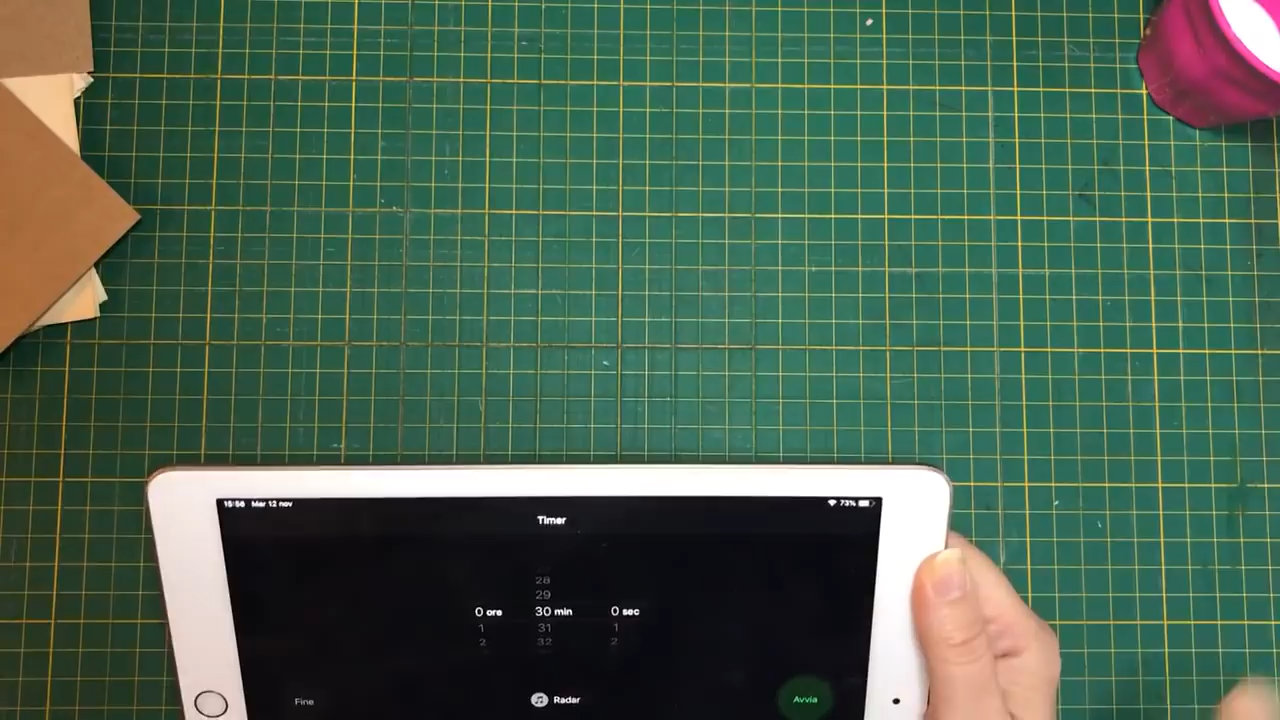 15:56 Mar 12 nov
73%
Timer
28
29
0 ore 30 min 0 sec
1 31 1
2 32 2
Fine Radar Avvia